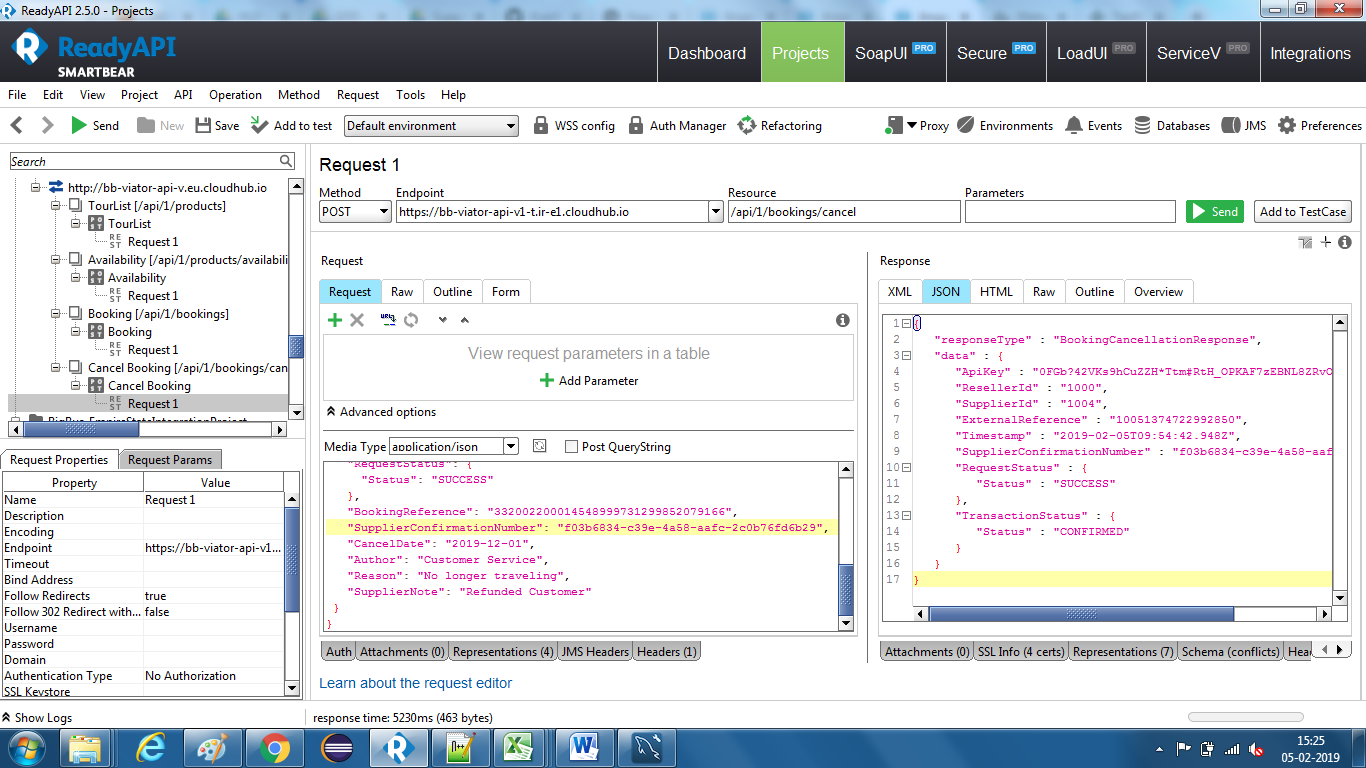 ReadyAPI 2.5.0 - Projects
ReadyAPI
SMARTBEAR
Dashboard
Projects
SoapUI PRO
Secure PRO
LoadUI PRO
ServiceV PRO
Integrations
File Edit View Project API Operation Method Request Tools Help
Send New Save Add to test Default environment WSS config Auth Manager Refactoring Proxy Environments Events Databases JMS Preferences
Search
http://bb-viator-api-v.eu.cloudhub.io
TourList [/api/1/products]
TourList
Request 1
Availability [/api/1/products/availabili
Availability
Request 1
Booking [/api/1/bookings]
Booking
Request 1
Cancel Booking [/api/1/bookings/can
Cancel Booking
Request 1
Request Properties Request Params
Property Value
Name Request 1
Description
Encoding
Endpoint https://bb-viator-api-v1...
Timeout
Bind Address
Follow Redirects true
Follow 302 Redirect with... false
Username
Password
Domain
Authentication Type No Authorization
SSL Keystore
Show Logs
Request 1
Method Endpoint Resource Parameters
POST https://bb-viator-api-v1-t.ir-e1.cloudhub.io /api/1/bookings/cancel Send Add to TestCase
Request
Request Raw Outline Form
View request parameters in a table
Add Parameter
Advanced options
Media Type application/json Post QueryString
"RequestStatus": {
"Status": "SUCCESS"
},
"BookingReference": "33200220001454899973129985207 9166",
"SupplierConfirmationNumber": "f03b6834-c39e-4a58-aafc-2c0b76fd6b29",
"CancelDate": "2019-12-01",
"Author": "Customer Service",
"Reason": "No longer traveling",
"SupplierNote": "Refunded Customer"
}
}
Auth Attachments (0) Representations (4) JMS Headers Headers (1)
Learn about the request editor
response time: 5230ms (463 bytes)
Response
XML JSON HTML Raw Outline Overview
1 {
2 "responseType" : "BookingCancellationResponse",
3 "data" : {
4 "ApiKey" : "0FGb?42VKs9hCuZZH*Ttm#RtH_OPKAF7zEBNL8ZRvO
5 "ResellerId" : "1000",
6 "SupplierId" : "1004",
7 "ExternalReference" : "10051374722992850",
8 "Timestamp" : "2019-02-05T09:54:42.948Z",
9 "SupplierConfirmationNumber" : "f03b6834-c39e-4a58-aaf
10 "RequestStatus" : {
11 "Status" : "SUCCESS"
12 },
13 "TransactionStatus" : {
14 "Status" : "CONFIRMED"
15 }
16 }
17 }
Attachments (0) SSL Info (4 certs) Representations (7) Schema (conflicts) Hea
15:25
05-02-2019